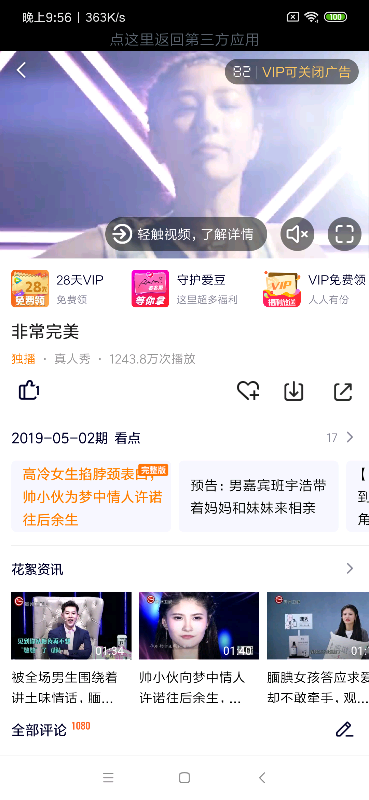 晚上9:56 | 363K/s
100
点这里返回第三方应用
82 | VIP可关闭广告
轻触视频，了解详情
28天
免费领
28天VIP
免费领
等你拿
守护爱豆
这里超多福利
VIP
VIP免费领
人人有份
非常完美
独播 · 真人秀 · 1243.8万次播放
1
2019-05-02期 看点
17
高冷女生掐脖颈表白，
帅小伙为梦中情人许诺
往后余生
完整版
预告：男嘉宾班宇浩带
着妈妈和妹妹来相亲
【
到
角
花絮资讯
01:34
01:40
被全场男生围绕着
讲土味情话，腼...
帅小伙向梦中情人
许诺往后余生，...
腼腆女孩答应求爱
却不敢牵手，观...
全部评论 1080